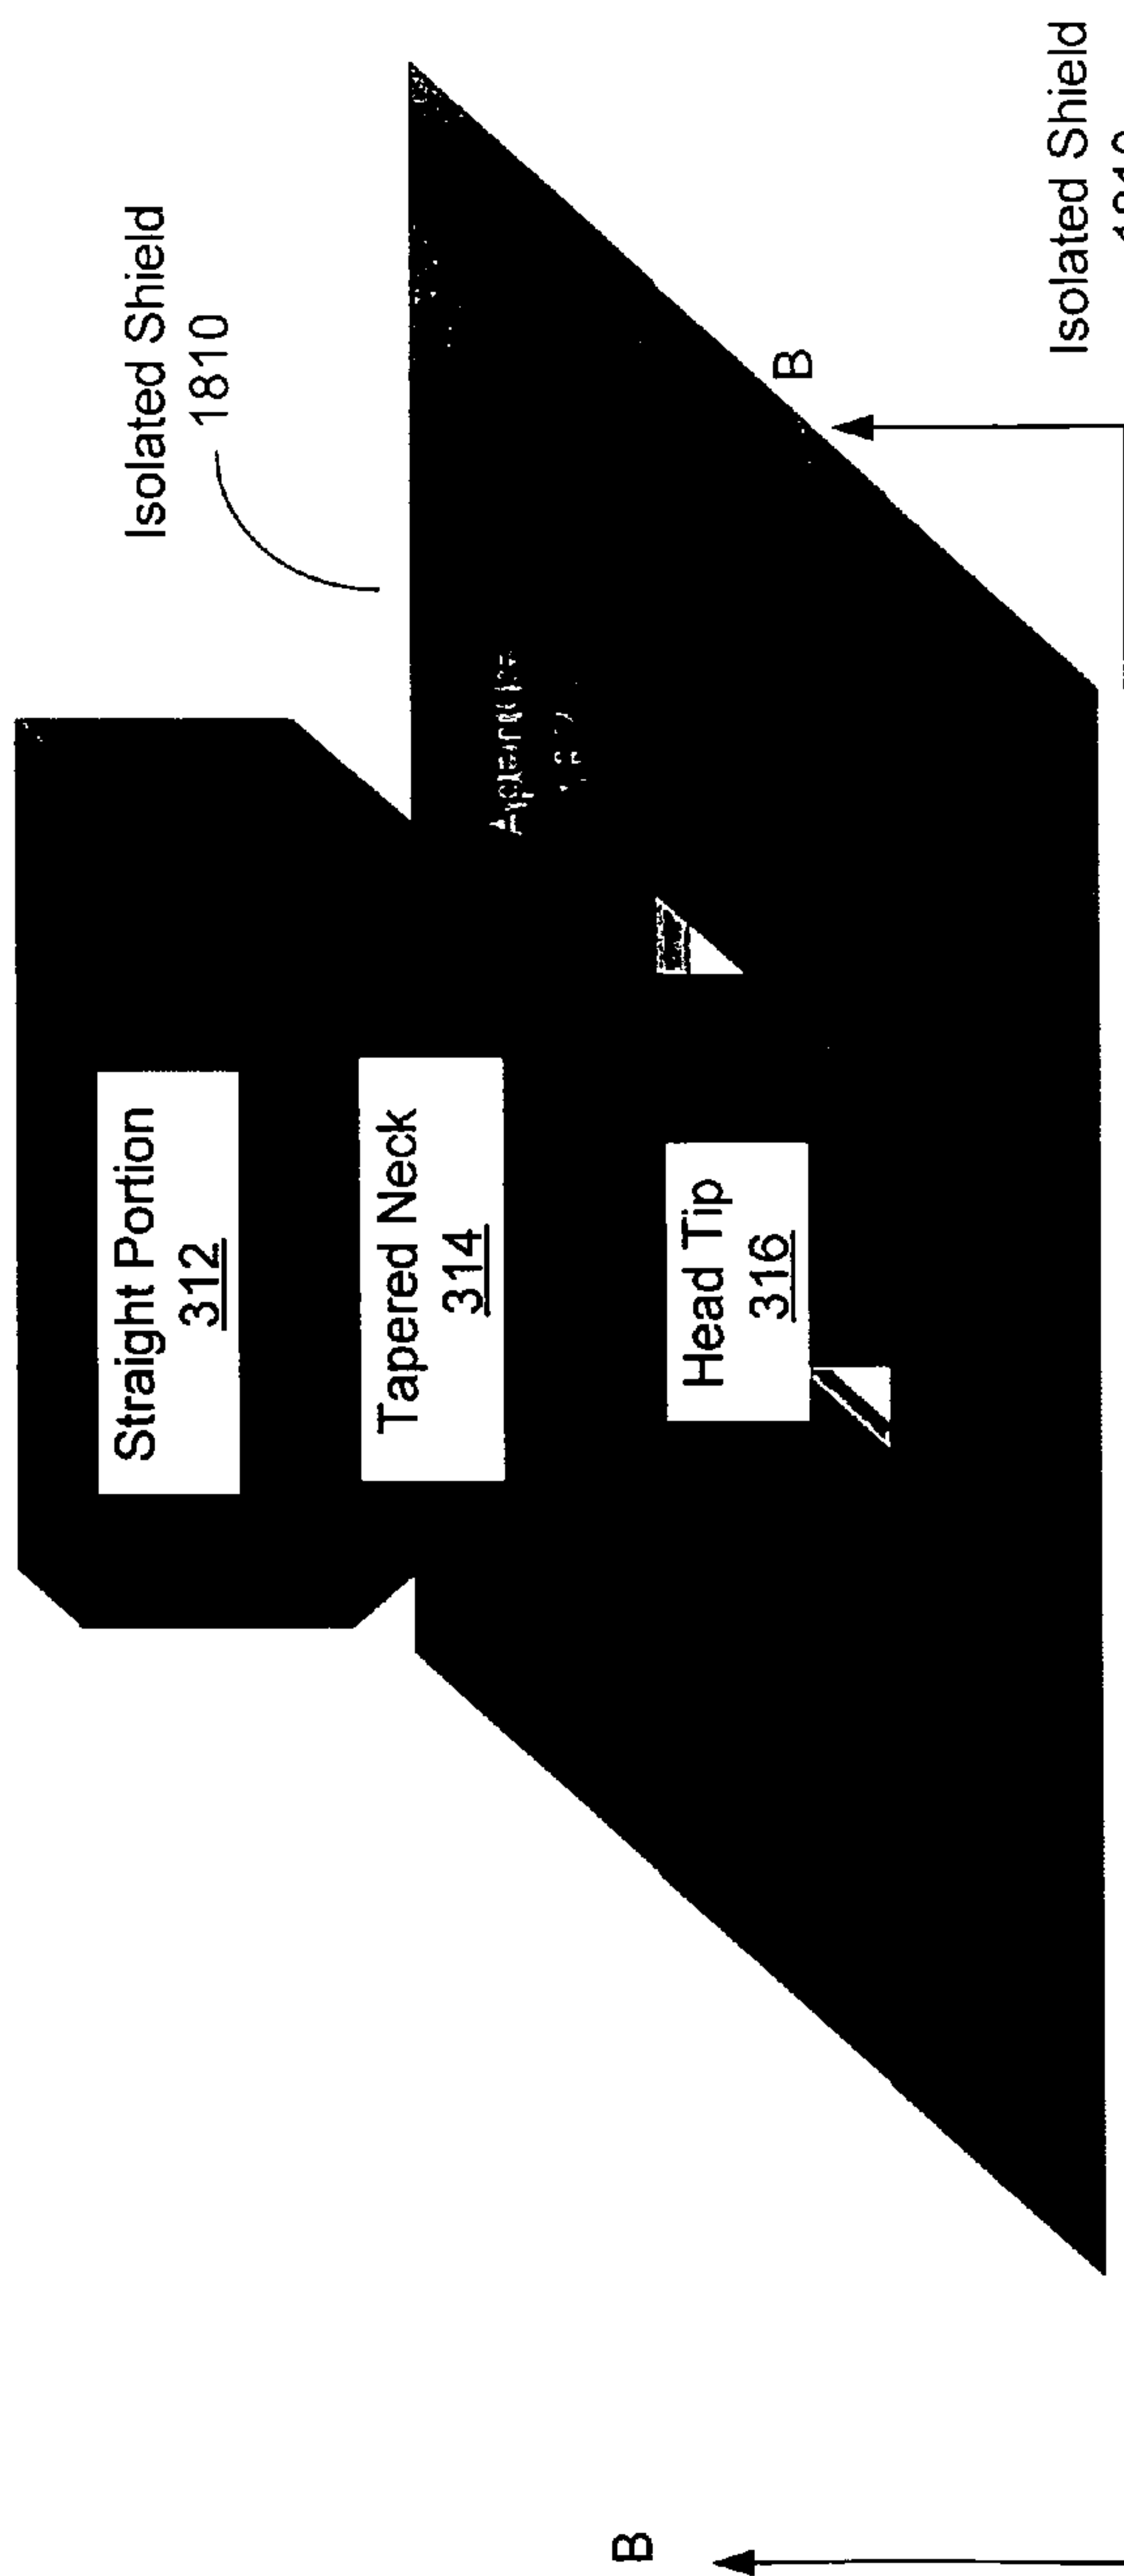 Isolated Shield
1810
Straight Portion
312
Tapered Neck
314
Head Tip
316
B
B
Isolated Shield